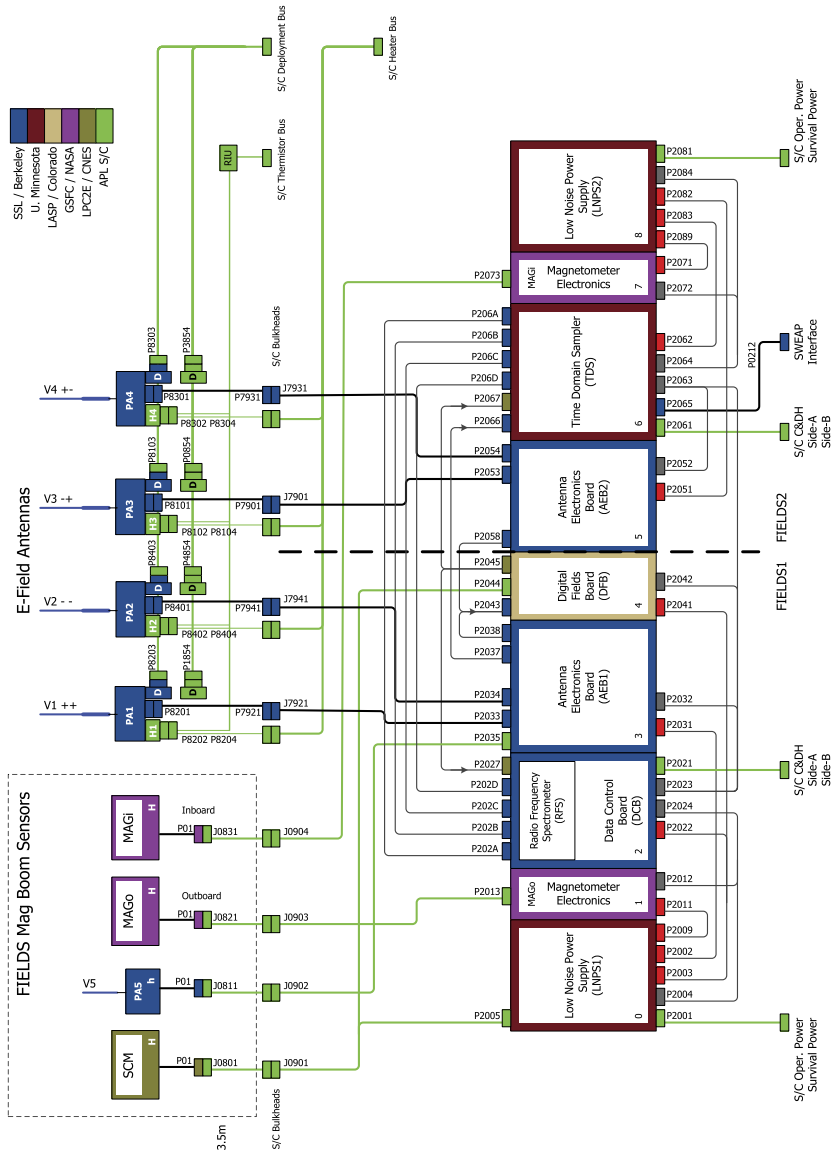 SSL / Berkeley
U. Minnesota
LASP / Colorado
GSFC / NASA
LPC2E / CNES
APL S/C
S/C Deployment Bus
S/C Heater Bus
RIU
S/C Thermistor Bus
E-Field Antennas
V1 ++
V2 - -
V3 -+
V4 +-
PA1
H1
D
D
P8203
P1854
P8201
P8202 P8204
P7921
J7921
PA2
H2
D
D
P8403
P4854
P8401
P8402 P8404
P7941
J7941
PA3
H3
D
D
P8103
P0854
P8101
P8102 P8104
P7901
J7901
PA4
H4
D
D
P8303
P3854
P8301
P8302 P8304
P7931
J7931
S/C Bulkheads
FIELDS Mag Boom Sensors
SCM
H
P01
J0801
J0901
V5
PA5
h
P01
J0811
J0902
MAGo
H
Outboard
P01
J0821
J0903
MAGi
H
Inboard
P01
J0831
J0904
3.5m
S/C Bulkheads
P2005
P2013
P202A
P202B
P202C
P202D
P2027
P2035
P2033
P2034
P2037
P2038
P2043
P2044
P2045
P2058
P2053
P2054
P2066
P2067
P206D
P206C
P206B
P206A
P2073
Low Noise Power
Supply
(LNPS1)
0
MAGo
Magnetometer
Electronics
1
Radio Frequency
Spectrometer
(RFS)
Data Control
Board
(DCB)
2
Antenna
Electronics
Board
(AEB1)
3
Digital
Fields
Board
(DFB)
4
Antenna
Electronics
Board
(AEB2)
5
Time Domain Sampler
(TDS)
6
MAGi
Magnetometer
Electronics
7
Low Noise Power
Supply
(LNPS2)
8
P2001
P2004
P2003
P2002
P2009
P2011
P2012
P2022
P2024
P2023
P2021
P2031
P2032
P2041
P2042
P2051
P2052
P2061
P2065
P2063
P2064
P2062
P2072
P2071
P2089
P2083
P2082
P2084
P2081
FIELDS1
FIELDS2
P0212
S/C Oper. Power
Survival Power
S/C C&DH
Side-A
Side-B
S/C C&DH
Side-A
Side-B
SWEAP
Interface
S/C Oper. Power
Survival Power